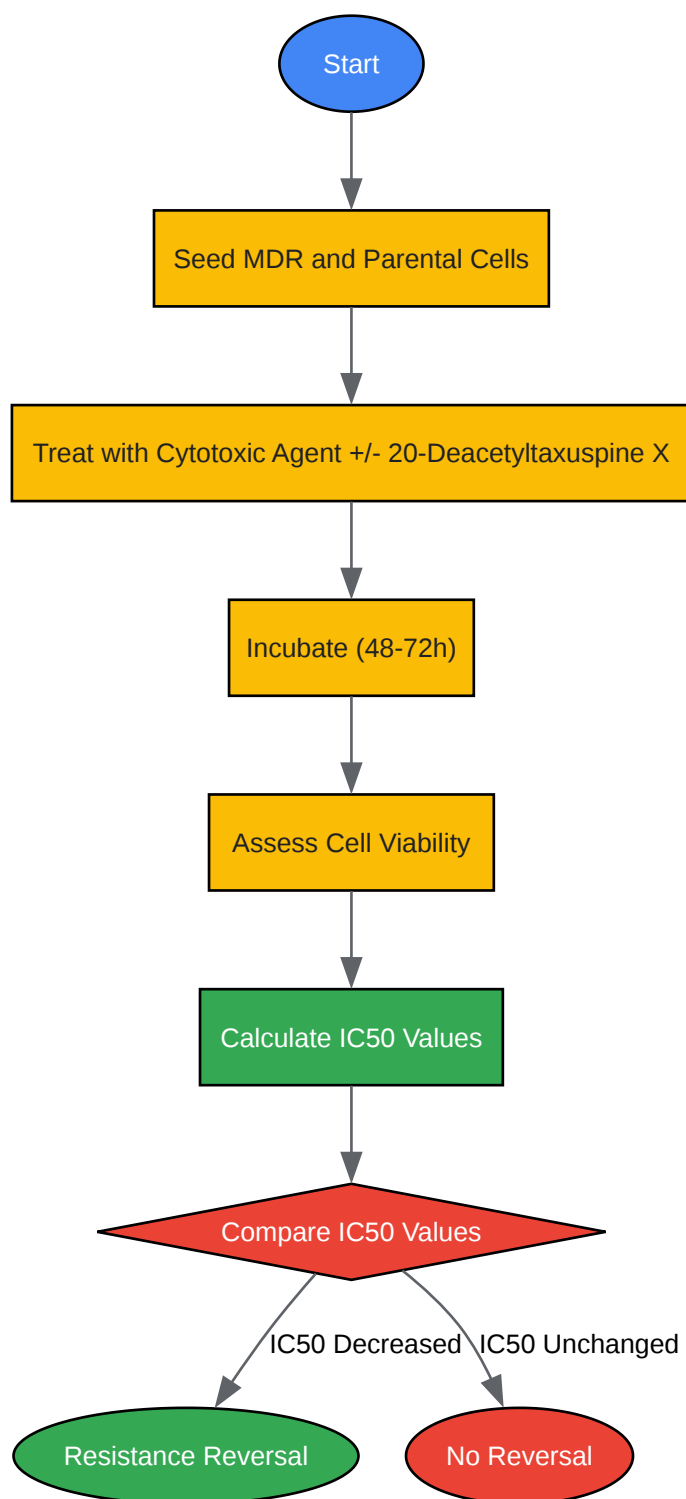 Start
Seed MDR and Parental Cells
Treat with Cytotoxic Agent +/- 20-Deacetyltaxuspine X
Incubate (48-72h)
Assess Cell Viability
Calculate IC50 Values
Compare IC50 Values
IC50 Decreased
IC50 Unchanged
Resistance Reversal
No Reversal